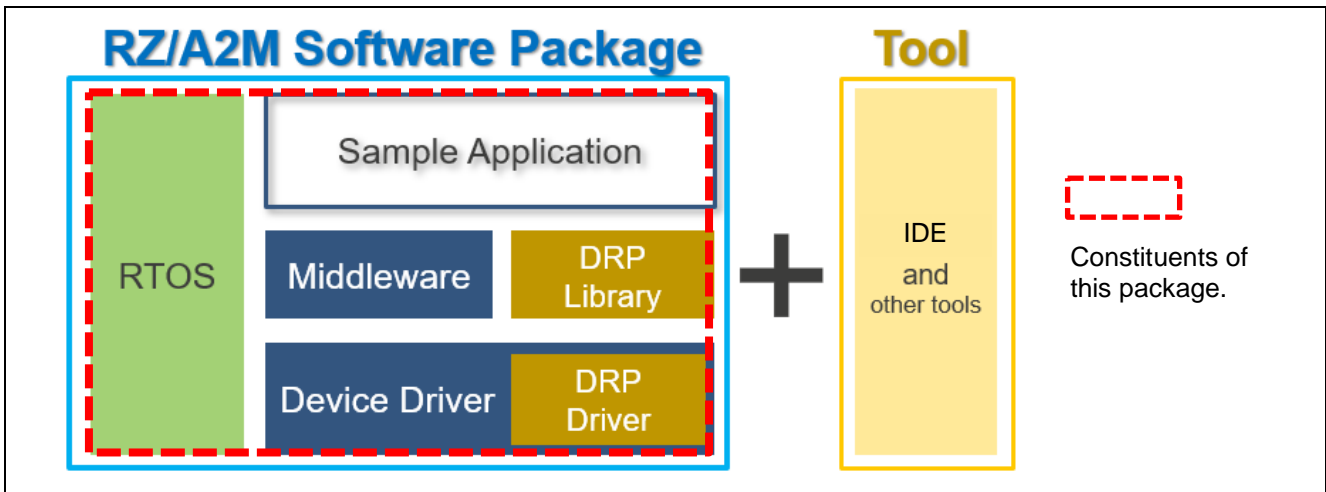 RZ/A2M Software Package
Tool
RTOS
Sample Application
Middleware
DRP
Library
Device Driver
DRP
Driver
IDE
and
other tools
Constituents of
this package.